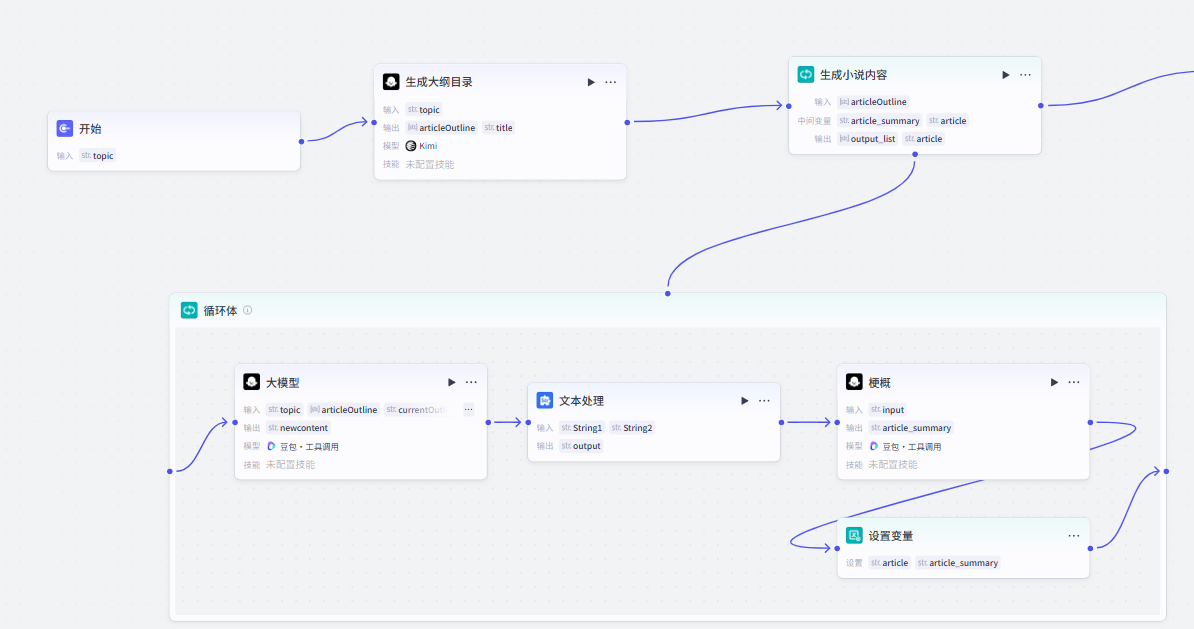 开始
输入 str. topic
生成大纲目录
输入 str. topic
输出 articleOutline str. title
模型 Kimi
技能 未配置技能
生成小说内容
输入 articleOutline
中间变量 str. article_summary str. article
输出 output_list str. article
循环体
大模型
输入 str. topic articleOutline str. currentOutl ...
输出 str. newcontent
模型 豆包・工具调用
技能 未配置技能
文本处理
输入 str. String1 str. String2
输出 str. output
梗概
输入 str. input
输出 str. article_summary
模型 豆包・工具调用
技能 未配置技能
设置变量
设置 str. article str. article_summary